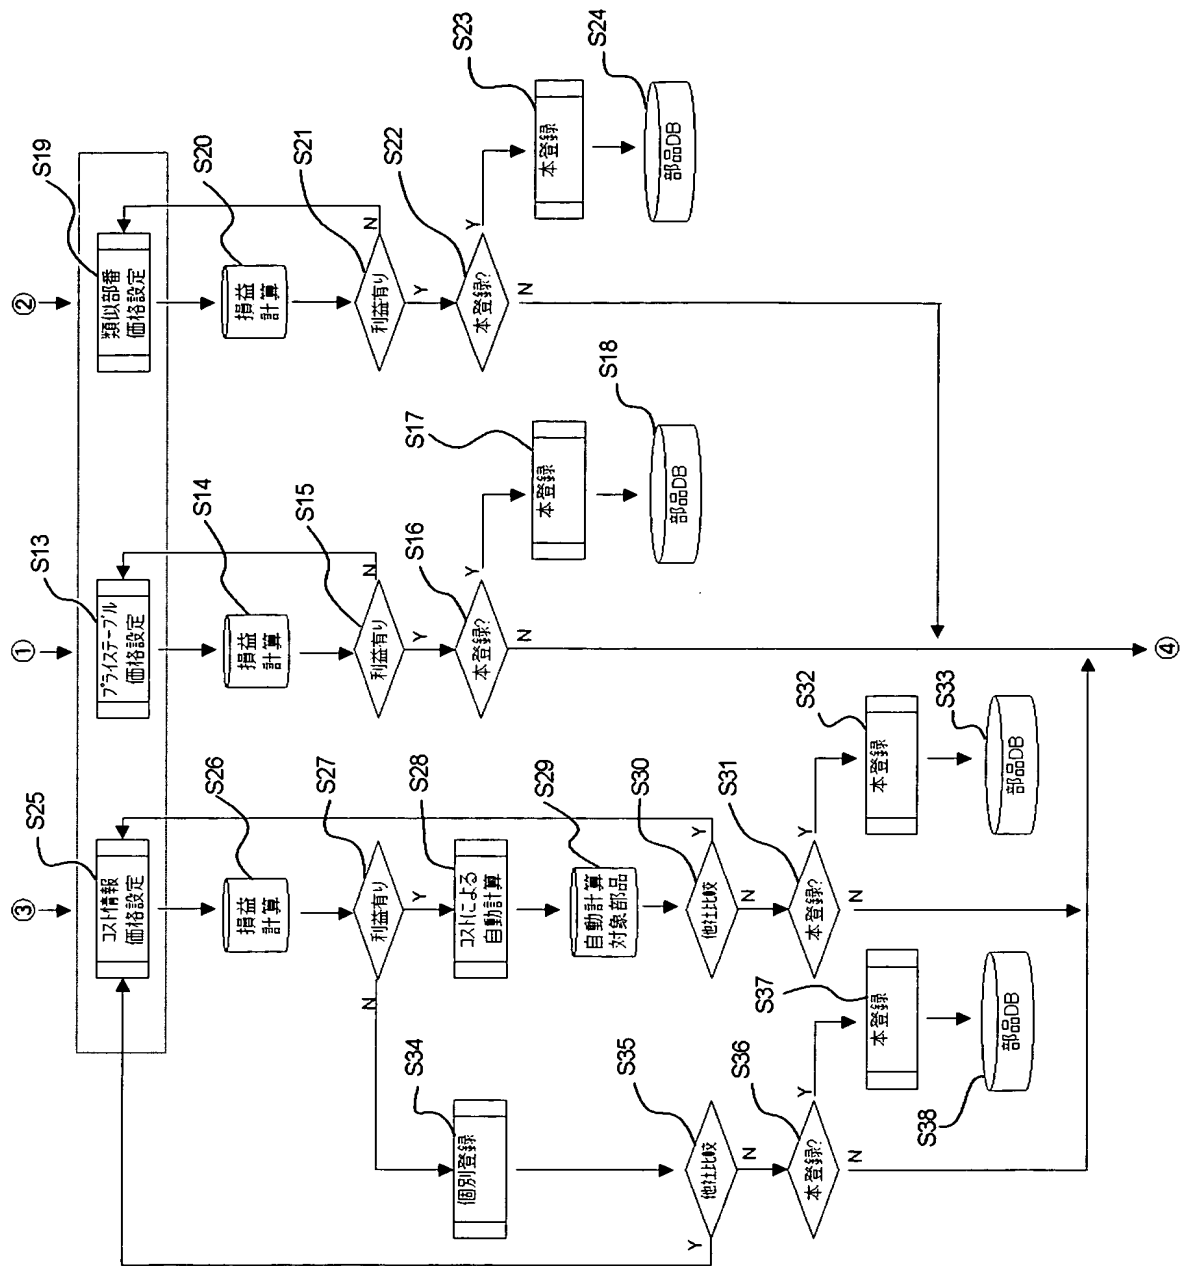 ③
S25
コスト情報
価格設定
S26
損益
計算
S27
利益有り
Y
N
S28
コストによる
自動計算
S29
自動計算
対象部品
S30
他社比較
Y
N
S31
本登録?
Y
N
S32
本登録
S33
部品DB
S34
個別登録
S35
他社比較
Y
N
S36
本登録?
Y
N
S37
本登録
S38
部品DB
①
S13
プライステーブル
価格設定
S14
損益
計算
S15
利益有り
N
Y
S16
本登録?
Y
N
S17
本登録
S18
部品DB
②
S19
類似部番
価格設定
S20
損益
計算
S21
利益有り
N
Y
S22
本登録?
Y
N
S23
本登録
S24
部品DB
④